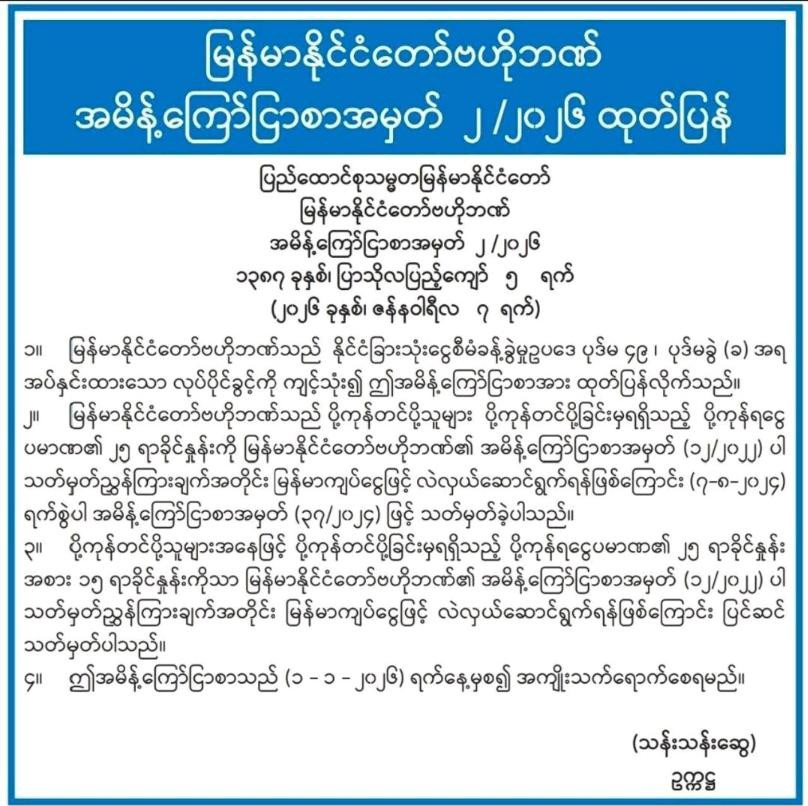 မြန်မာနိုင်ငံတော်ဗဟိုဘဏ်
အမိန့်ကြော်ငြာစာအမှတ် ၂ /၂၀၂၆ ထုတ်ပြန်
ပြည်ထောင်စုသမ္မတမြန်မာနိုင်ငံတော်
မြန်မာနိုင်ငံတော်ဗဟိုဘဏ်
အမိန့်ကြော်ငြာစာအမှတ် ၂ /၂၀၂၆
၁၃၈၇ ခုနှစ်၊ ပြာသိုလပြည့်ကျော် ၅ ရက်
(၂၀၂၆ ခုနှစ်၊ ဇန်နဝါရီလ ၇ ရက်)
၁။ မြန်မာနိုင်ငံတော်ဗဟိုဘဏ်သည် နိုင်ငံခြားသုံးငွေစီမံခန့်ခွဲမှုဥပဒေ ပုဒ်မ ၄၉ ၊ ပုဒ်မခွဲ (ခ) အရ
အပ်နှင်းထားသော လုပ်ပိုင်ခွင့်ကို ကျင့်သုံး၍ ဤအမိန့်ကြော်ငြာစာအား ထုတ်ပြန်လိုက်သည်။
၂။ မြန်မာနိုင်ငံတော်ဗဟိုဘဏ်သည် ပို့ကုန်တင်ပို့သူများ ပို့ကုန်တင်ပို့ခြင်းမှရရှိသည့် ပို့ကုန်ရငွေ
ပမာဏ၏ ၂၅ ရာခိုင်နှုန်းကို မြန်မာနိုင်ငံတော်ဗဟိုဘဏ်၏ အမိန့်ကြော်ငြာစာအမှတ် (၁၂/၂၀၂၂) ပါ
သတ်မှတ်ညွှန်ကြားချက်အတိုင်း မြန်မာကျပ်ငွေဖြင့် လဲလှယ်ဆောင်ရွက်ရန်ဖြစ်ကြောင်း (၇-၈-၂၀၂၄)
ရက်စွဲပါ အမိန့်ကြော်ငြာစာအမှတ် (၃၇/၂၀၂၄) ဖြင့် သတ်မှတ်ခဲ့ပါသည်။
၃။ ပို့ကုန်တင်ပို့သူများအနေဖြင့် ပို့ကုန်တင်ပို့ခြင်းမှရရှိသည့် ပို့ကုန်ရငွေပမာဏ၏ ၂၅ ရာခိုင်နှုန်း
အစား ၁၅ ရာခိုင်နှုန်းကိုသာ မြန်မာနိုင်ငံတော်ဗဟိုဘဏ်၏ အမိန့်ကြော်ငြာစာအမှတ် (၁၂/၂၀၂၂) ပါ
သတ်မှတ်ညွှန်ကြားချက်အတိုင်း မြန်မာကျပ်ငွေဖြင့် လဲလှယ်ဆောင်ရွက်ရန်ဖြစ်ကြောင်း ပြင်ဆင်
သတ်မှတ်ပါသည်။
၄။ ဤအမိန့်ကြော်ငြာစာသည် (၁ - ၁ - ၂၀၂၆) ရက်နေ့မှစ၍ အကျိုးသက်ရောက်စေရမည်။
(သန်းသန်းဆွေ)
ဥက္ကဋ္ဌ